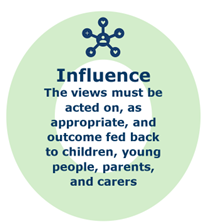 Influence
The views must be
acted on, as
appropriate, and
outcome fed back
to children, young
people, parents,
and carers